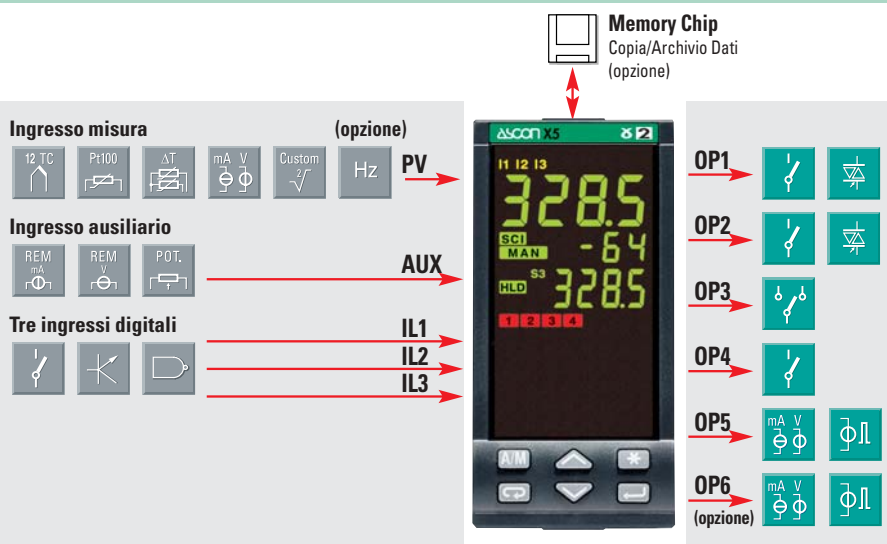 Memory Chip
Copia/Archivio Dati
(opzione)
Ingresso misura
(opzione)
12 TC
Pt100
ΔT
mA V
Custom
2√
Hz
PV
Ingresso ausiliario
REM
mA
REM
V
POT.
AUX
Tre ingressi digitali
IL1
IL2
IL3
ASCON X5
2
I1 I2 I3
328.5
SCI
MAN
-64
S3
HLD
328.5
1 2 3 4
A/M
*
OP1
OP2
OP3
OP4
OP5
mA V
OP6
(opzione)
mA V